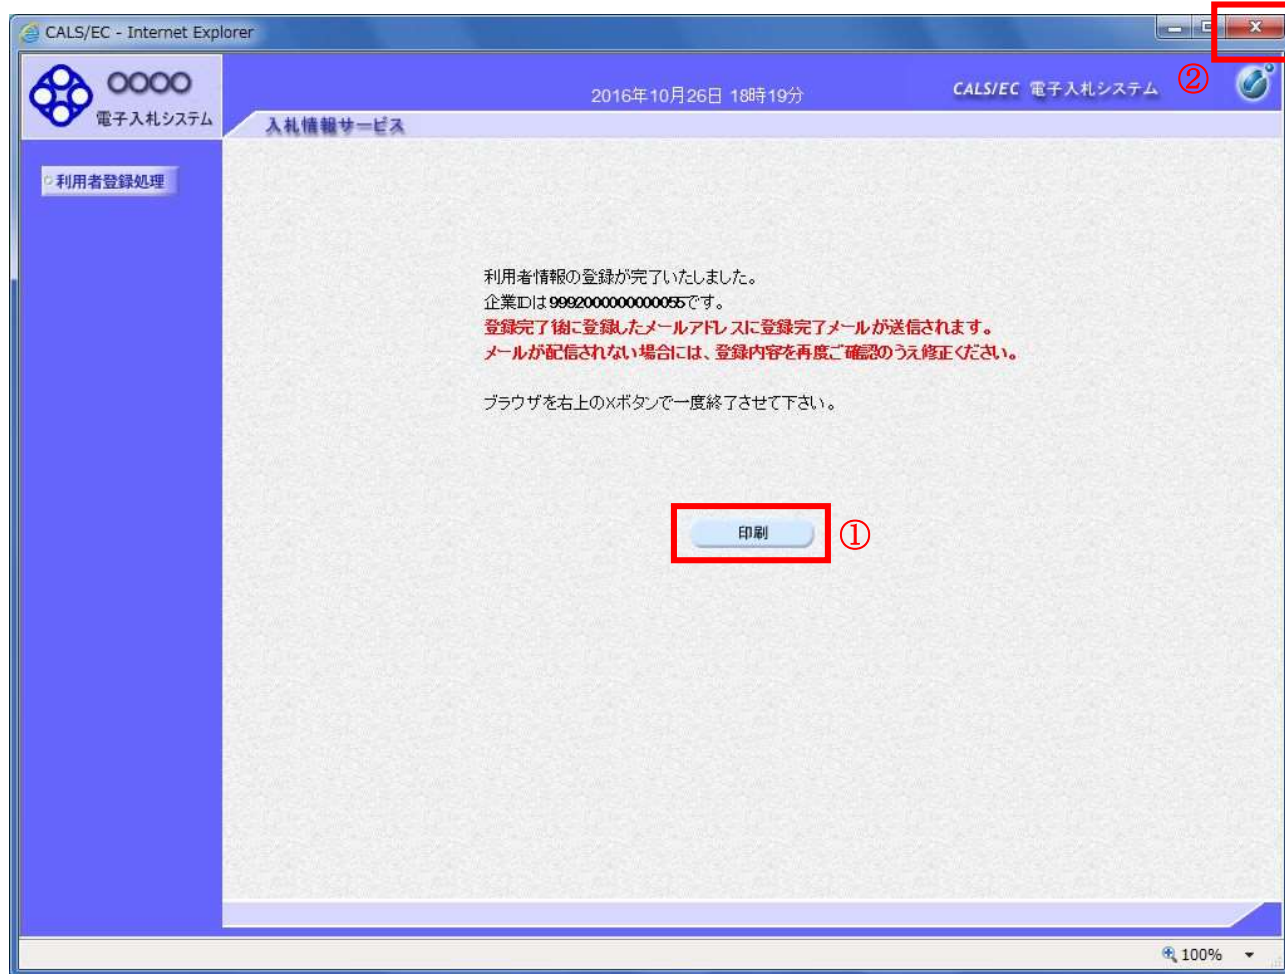 CALS/EC - Internet Explorer
○○○○
電子入札システム
2016年10月26日 18時19分
CALS/EC 電子入札システム
②
入札情報サービス
利用者登録処理
利用者情報の登録が完了いたしました。
企業IDは9992000000000055です。
登録完了後に登録したメールアドレスに登録完了メールが送信されます。
メールが配信されない場合には、登録内容を再度ご確認のうえ修正ください。
ブラウザを右上の×ボタンで一度終了させて下さい。
印刷
①
100%